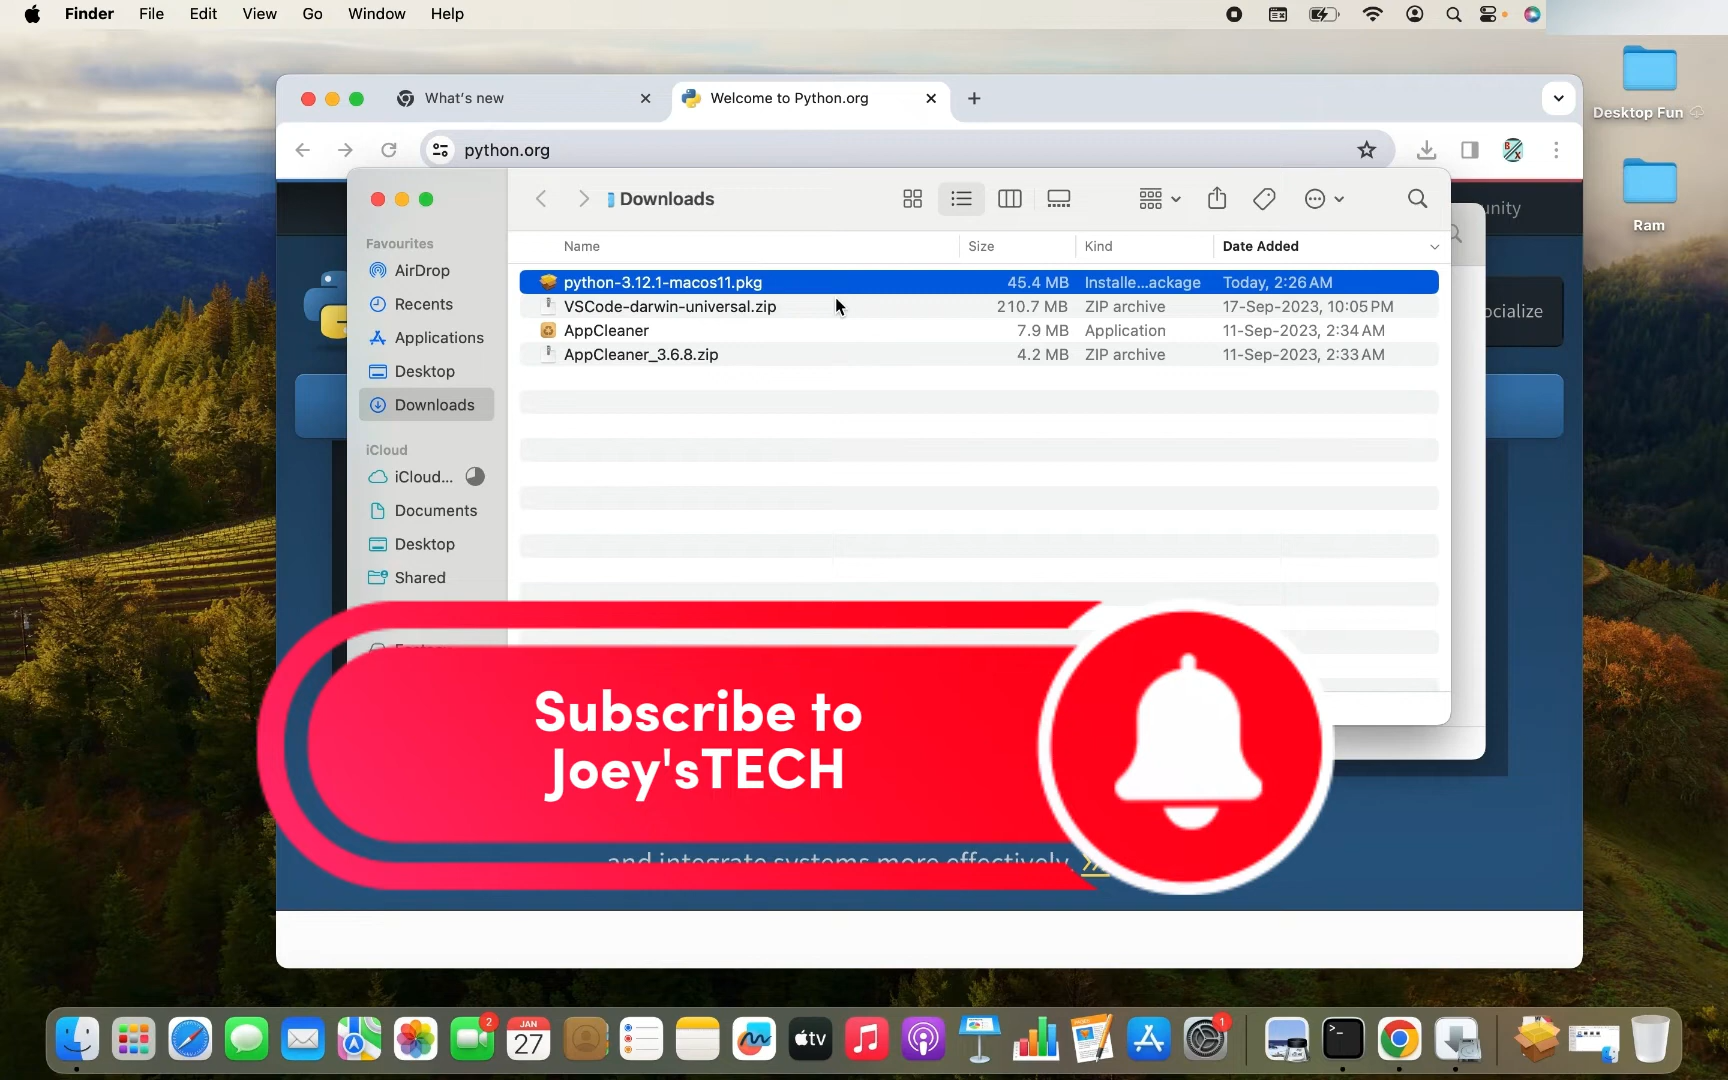 Finder File Edit View Go Window Help
Desktop Fun
Ram
What's new
Welcome to Python.org
python.org
Downloads
unity
ocialize
Favourites
AirDrop
Recents
Applications
Desktop
Downloads
iCloud
iCloud...
Documents
Desktop
Shared
Name Size Kind Date Added
python-3.12.1-macos11.pkg 45.4 MB Installe...ackage Today, 2:26 AM
VSCode-darwin-universal.zip 210.7 MB ZIP archive 17-Sep-2023, 10:05 PM
AppCleaner 7.9 MB Application 11-Sep-2023, 2:34 AM
AppCleaner_3.6.8.zip 4.2 MB ZIP archive 11-Sep-2023, 2:33 AM
Subscribe to
Joey'sTECH
and integrate systems more effectively.
2
JAN
27
tv
1